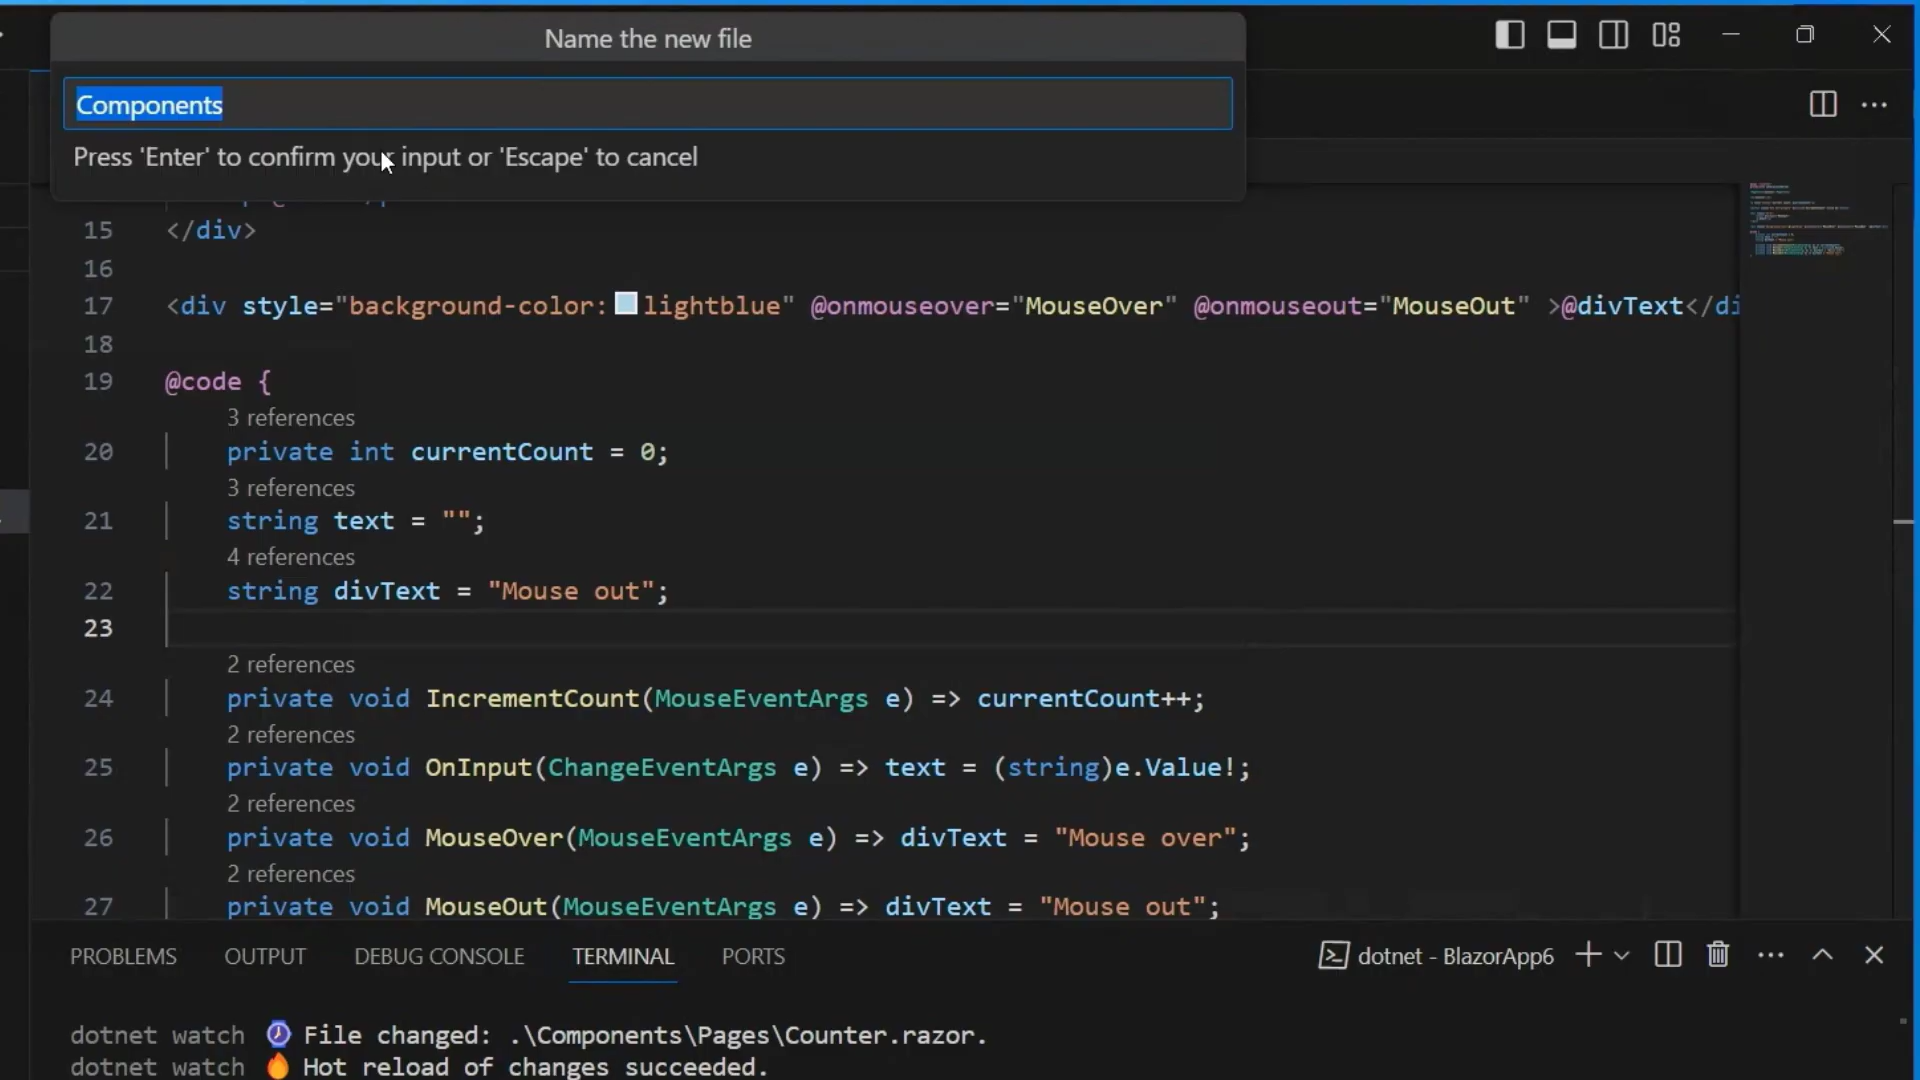 Name the new file
Components
Press 'Enter' to confirm your input or 'Escape' to cancel
15 </div>
16
17 <div style="background-color: lightblue" @onmouseover="MouseOver" @onmouseout="MouseOut" >@divText</di
18
19 @code {
3 references
20 private int currentCount = 0;
3 references
21 string text = "";
4 references
22 string divText = "Mouse out";
23
2 references
24 private void IncrementCount(MouseEventArgs e) => currentCount++;
2 references
25 private void OnInput(ChangeEventArgs e) => text = (string)e.Value!;
2 references
26 private void MouseOver(MouseEventArgs e) => divText = "Mouse over";
2 references
27 private void MouseOut(MouseEventArgs e) => divText = "Mouse out";
PROBLEMS OUTPUT DEBUG CONSOLE TERMINAL PORTS dotnet - BlazorApp6
dotnet watch File changed: .\Components\Pages\Counter.razor.
dotnet watch Hot reload of changes succeeded.